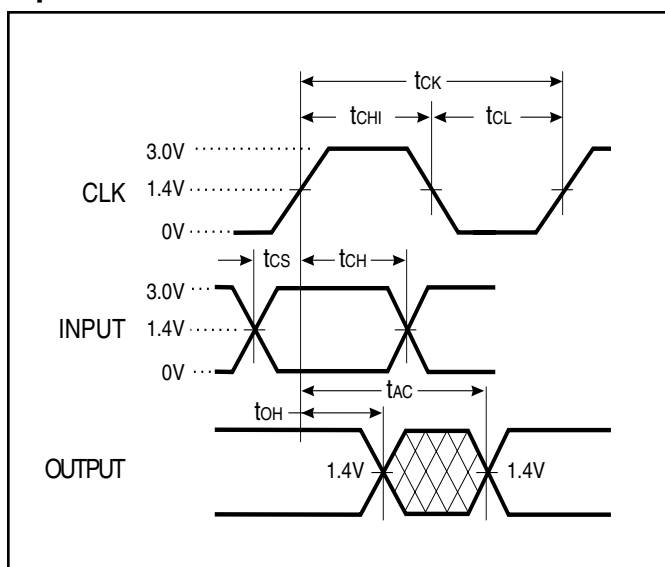 tCK
tCHI
tCL
3.0V
CLK
1.4V
0V
tCS
tCH
3.0V
INPUT
1.4V
0V
tAC
tOH
OUTPUT
1.4V
1.4V